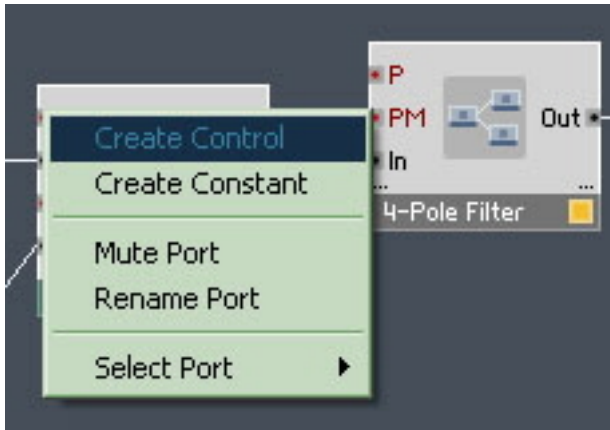 Create Control
Create Constant
Mute Port
Rename Port
Select Port
P
PM
In
...
Out
...
4-Pole Filter